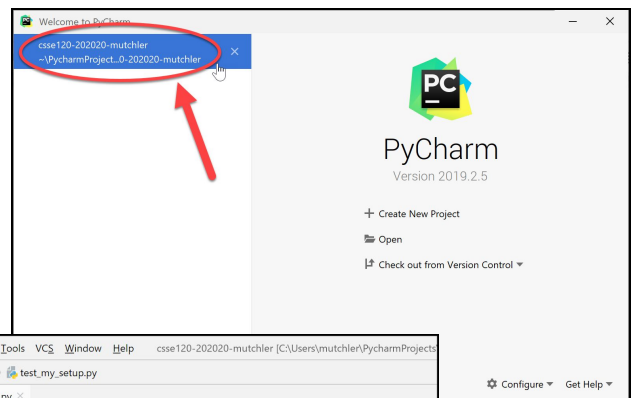 Welcome to PyCharm
csse120-202020-mutchler
~\PycharmProject...0-202020-mutchler
PC
PyCharm
Version 2019.2.5
Create New Project
Open
Check out from Version Control
Tools VCS Window Help csse120-202020-mutchler [C:\Users\mutchler\PycharmProjects\
test_my_setup.py
.py
Configure Get Help